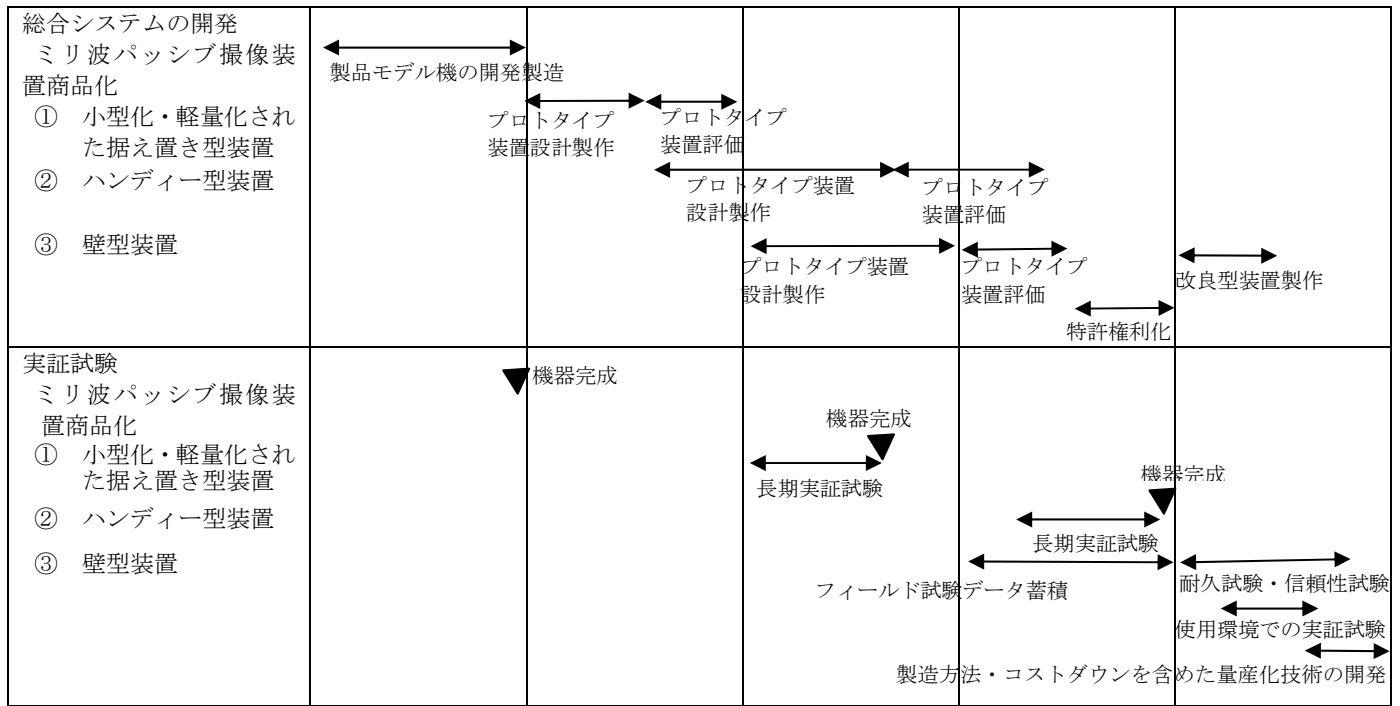 総合システムの開発
ミリ波パッシブ撮像装
置商品化
① 小型化・軽量化され
た据え置き型装置
② ハンディー型装置
③ 壁型装置
製品モデル機の開発製造
プロトタイプ
装置設計製作
プロトタイプ
装置評価
プロトタイプ装置
設計製作
プロトタイプ
装置評価
プロトタイプ装置
設計製作
プロトタイプ
装置評価
改良型装置製作
特許権利化
実証試験
ミリ波パッシブ撮像装
置商品化
① 小型化・軽量化され
た据え置き型装置
② ハンディー型装置
③ 壁型装置
機器完成
機器完成
長期実証試験
機器完成
長期実証試験
フィールド試験データ蓄積
耐久試験・信頼性試験
使用環境での実証試験
製造方法・コストダウンを含めた量産化技術の開発